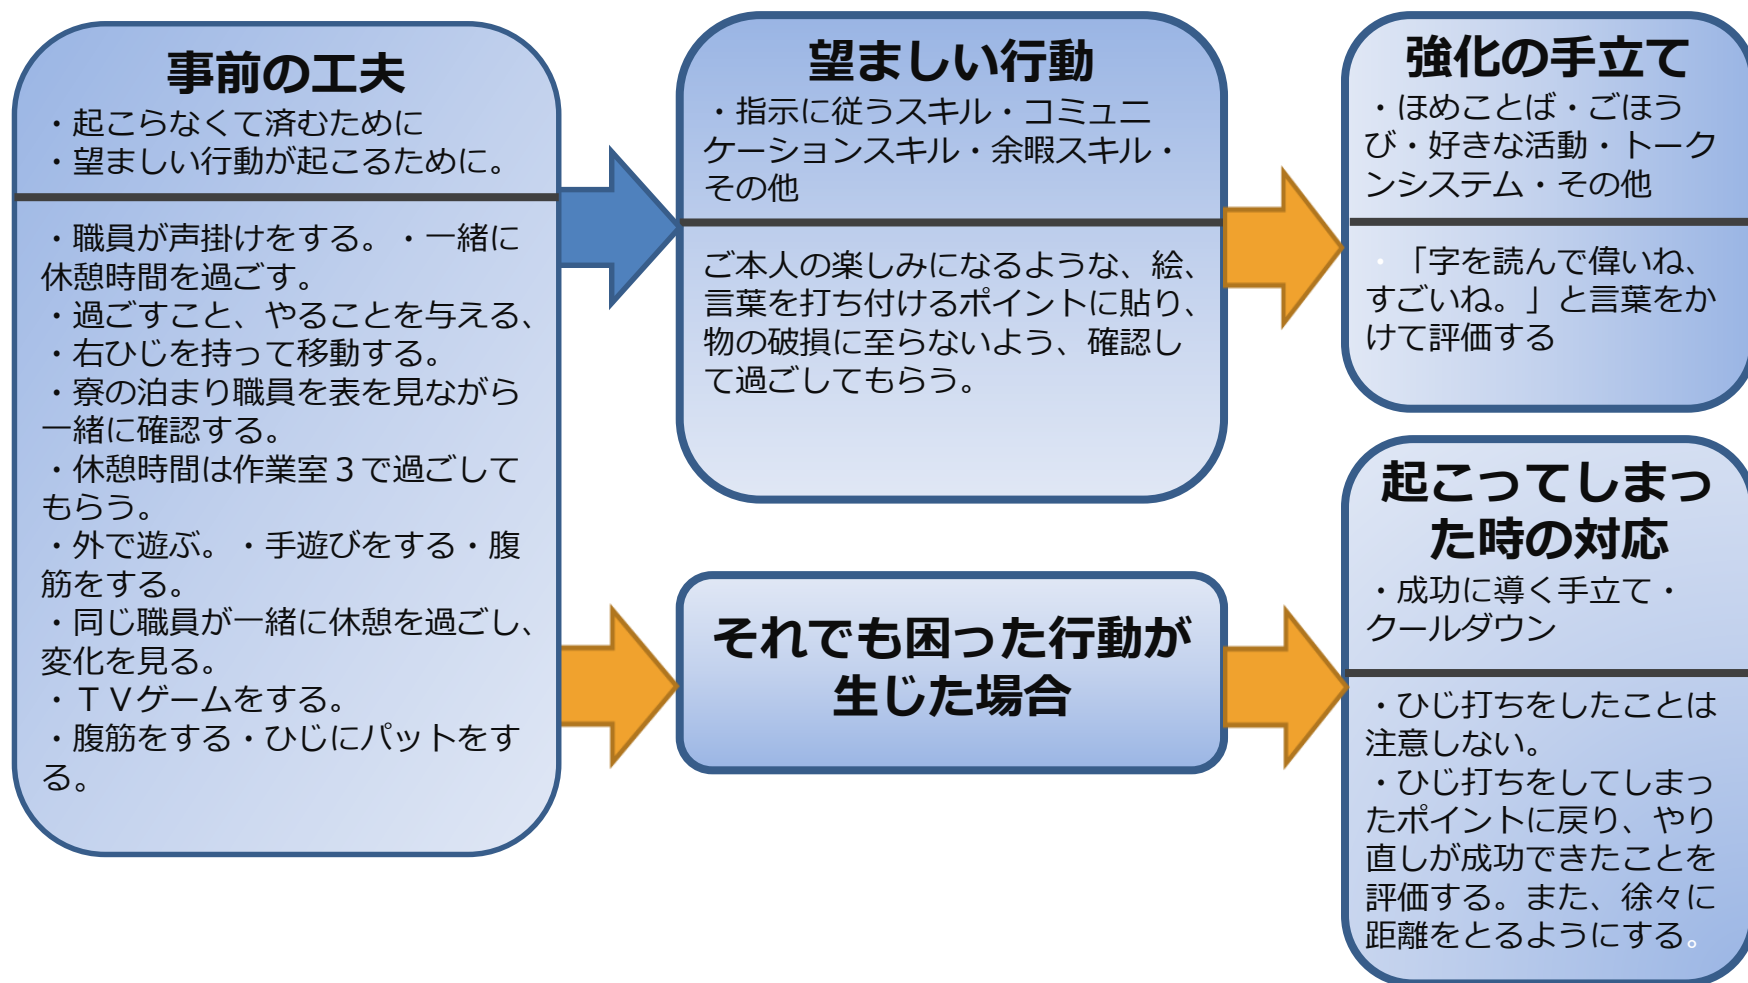 事前の工夫
・起こらなくて済むために
・望ましい行動が起こるために。
・職員が声掛けをする。・一緒に
休憩時間を過ごす。
・過ごすこと、やることを与える、
・右ひじを持って移動する。
・寮の泊まり職員を表を見ながら
一緒に確認する。
・休憩時間は作業室３で過ごして
もらう。
・外で遊ぶ。・手遊びをする・腹
筋をする。
・同じ職員が一緒に休憩を過ごし、
変化を見る。
・ＴＶゲームをする。
・腹筋をする・ひじにパットをす
る。
望ましい行動
・指示に従うスキル・コミュニ
ケーションスキル・余暇スキル・
その他
ご本人の楽しみになるような、絵、
言葉を打ち付けるポイントに貼り、
物の破損に至らないよう、確認し
て過ごしてもらう。
強化の手立て
・ほめことば・ごほう
び・好きな活動・トーク
ンシステム・その他
・「字を読んで偉いね、
すごいね。」と言葉をか
けて評価する
それでも困った行動が
生じた場合
起こってしまっ
た時の対応
・成功に導く手立て・
クールダウン
・ひじ打ちをしたことは
注意しない。
・ひじ打ちをしてしまっ
たポイントに戻り、やり
直しが成功できたことを
評価する。また、徐々に
距離をとるようにする。